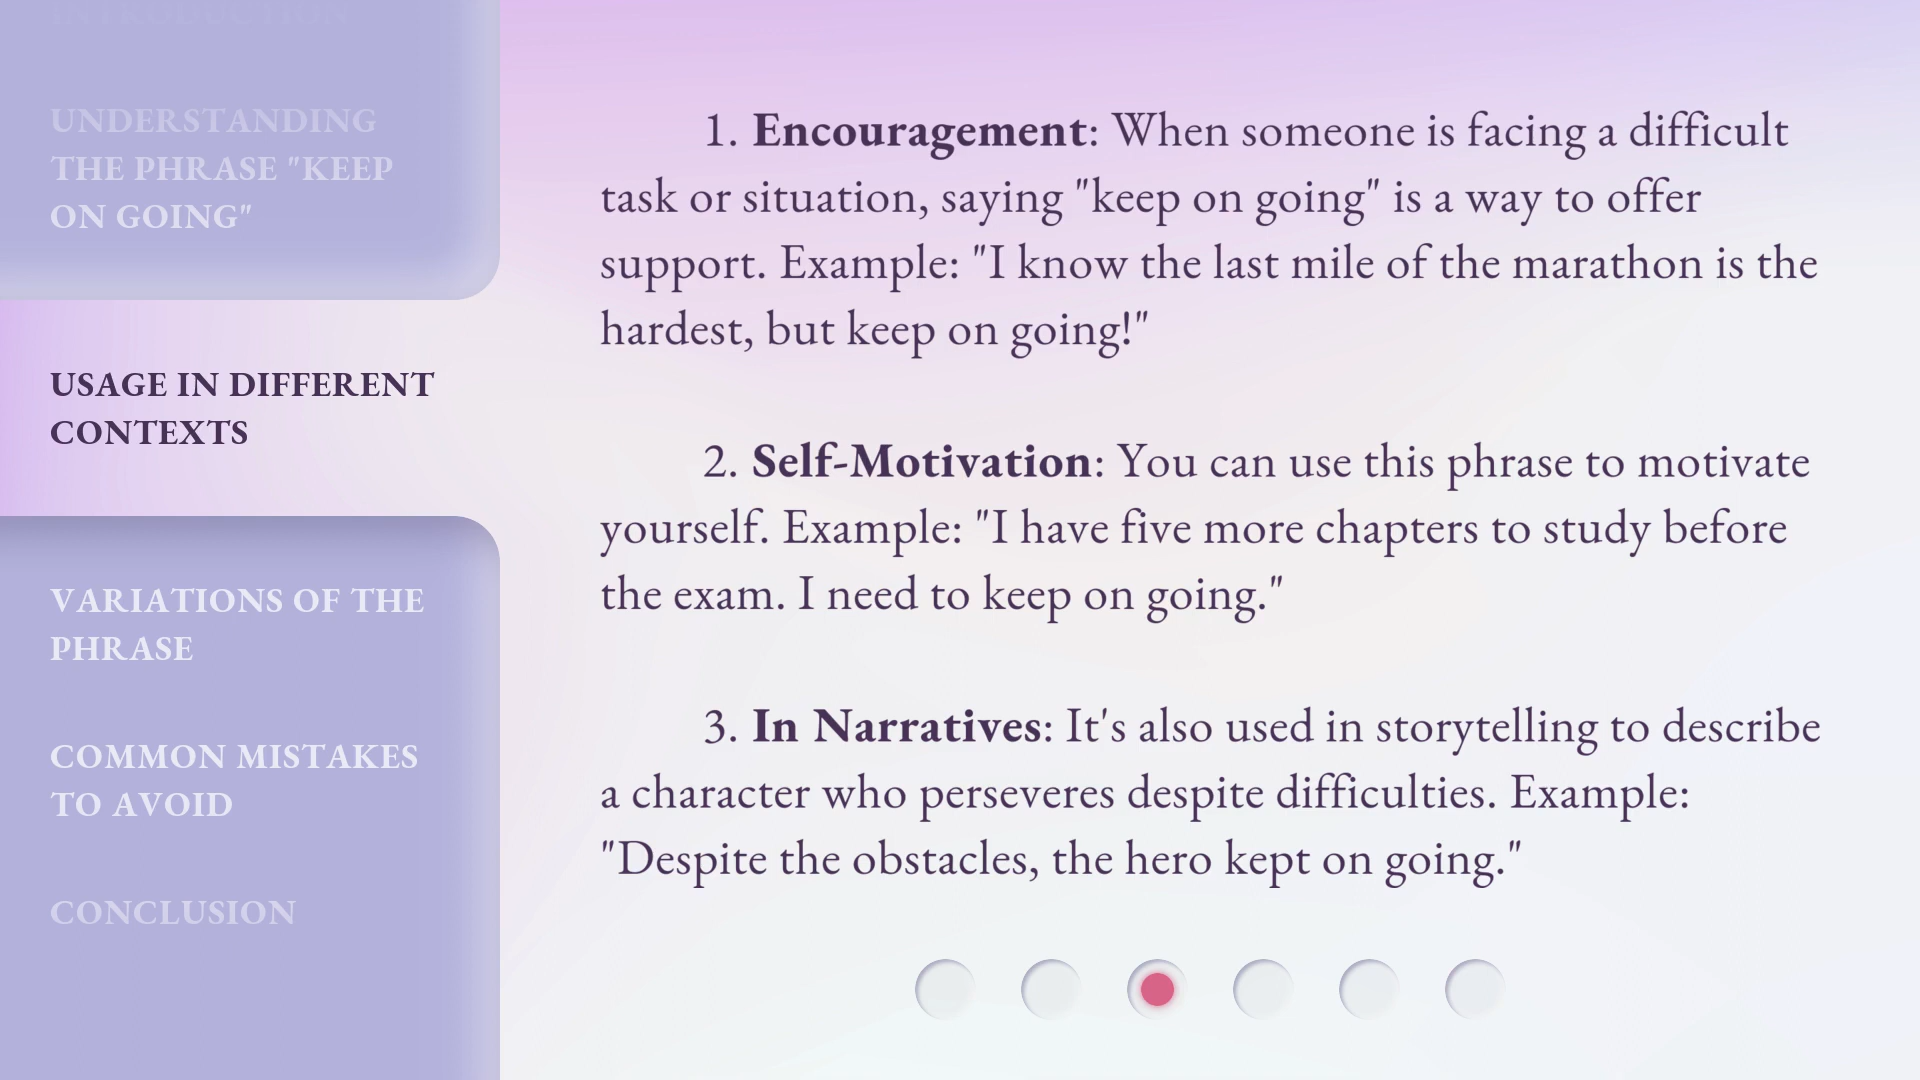 INTRODUCTION
UNDERSTANDING
THE PHRASE "KEEP
ON GOING"
USAGE IN DIFFERENT
CONTEXTS
VARIATIONS OF THE
PHRASE
COMMON MISTAKES
TO AVOID
CONCLUSION
1. Encouragement: When someone is facing a difficult
task or situation, saying "keep on going" is a way to offer
support. Example: "I know the last mile of the marathon is the
hardest, but keep on going!"
2. Self-Motivation: You can use this phrase to motivate
yourself. Example: "I have five more chapters to study before
the exam. I need to keep on going."
3. In Narratives: It's also used in storytelling to describe
a character who perseveres despite difficulties. Example:
"Despite the obstacles, the hero kept on going."